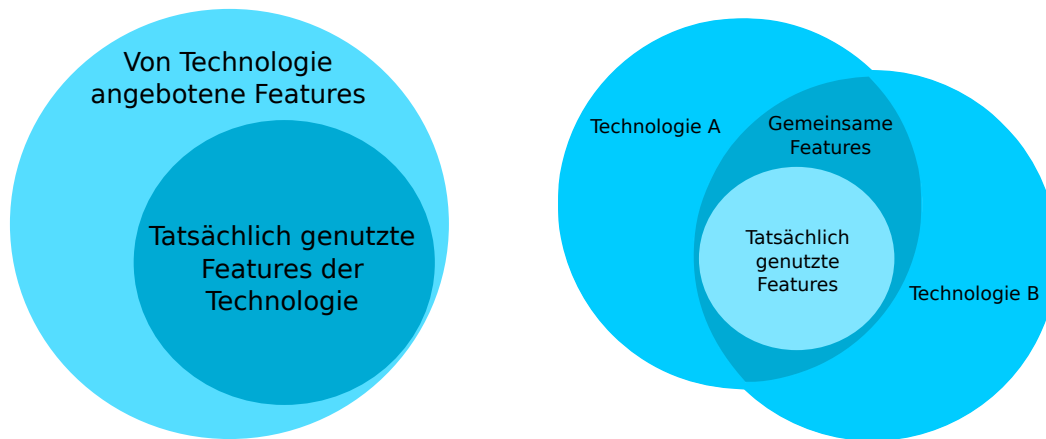 Von Technologie
angebotene Features
Tatsächlich genutzte
Features der
Technologie
Technologie A
Gemeinsame
Features
Tatsächlich
genutzte
Features
Technologie B